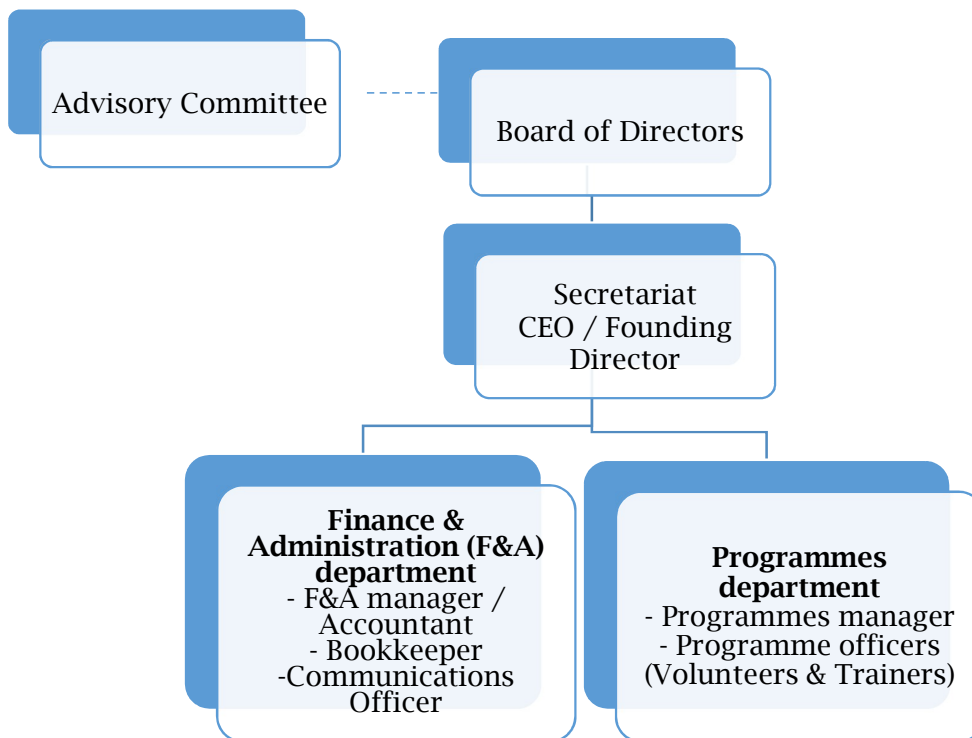 Advisory Committee
Board of Directors
Secretariat
CEO / Founding
Director
Finance &
Administration (F&A)
department
- F&A manager /
Accountant
- Bookkeeper
-Communications
Officer
Programmes
department
- Programmes manager
- Programme officers
(Volunteers & Trainers)